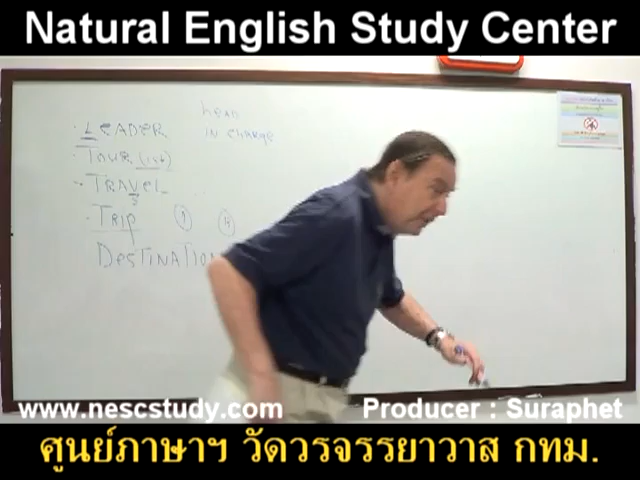 Natural English Study Center
Head
LEADER IN CHARGE
TOUR (ist)
TRAVEL
TRIP
DESTINATION
www.nescstudy.com Producer : Suraphet
ศูนย์ภาษาฯ วัดวรจรรยาวาส กทม.